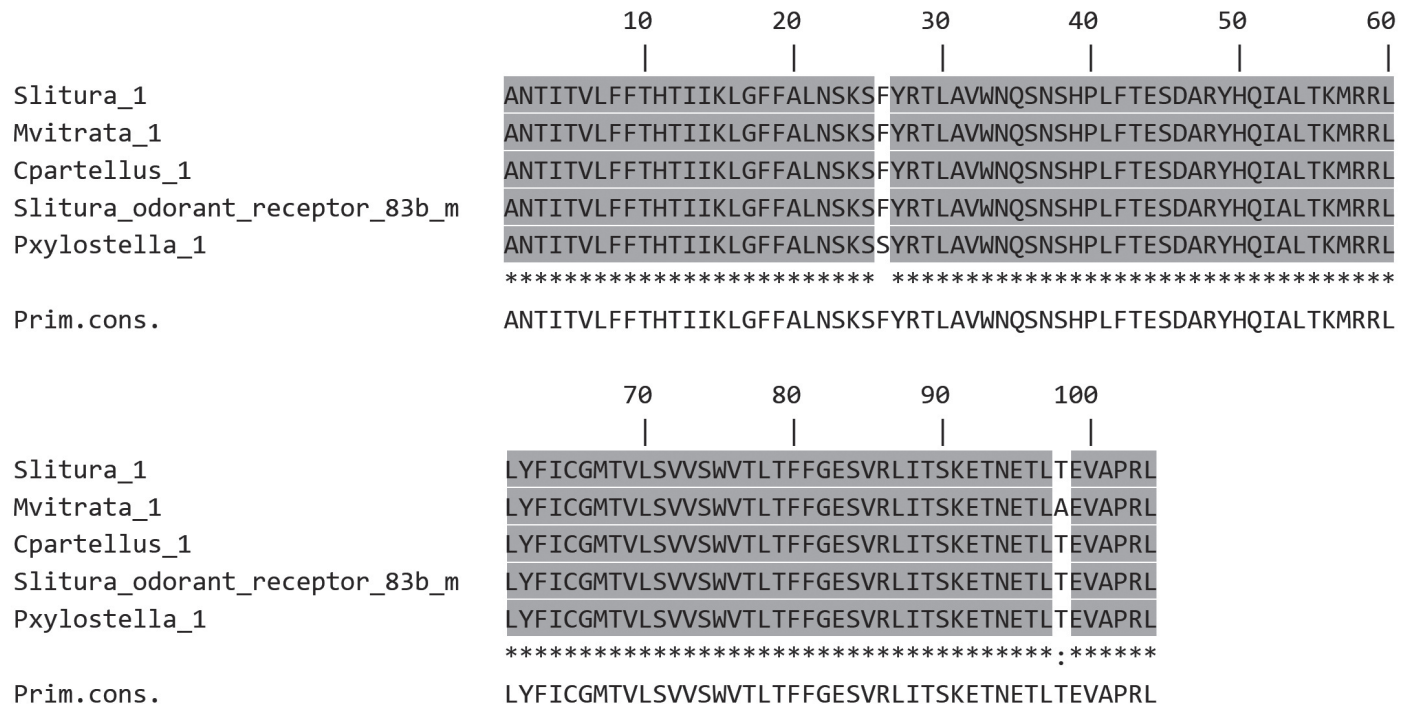 10 20 30 40 50 60
| | | | | |
Slitura_1 ANTITVLFFTHTIIKLGFFALNSKSFYRTLAVWNQSNSHPLFTESDARYHQIALTKMRRL
Mvitrata_1 ANTITVLFFTHTIIKLGFFALNSKSFYRTLAVWNQSNSHPLFTESDARYHQIALTKMRRL
Cpartellus_1 ANTITVLFFTHTIIKLGFFALNSKSFYRTLAVWNQSNSHPLFTESDARYHQIALTKMRRL
Slitura_odorant_receptor_83b_m ANTITVLFFTHTIIKLGFFALNSKSFYRTLAVWNQSNSHPLFTESDARYHQIALTKMRRL
Pxylostella_1 ANTITVLFFTHTIIKLGFFALNSKSSYRTLAVWNQSNSHPLFTESDARYHQIALTKMRRL
************************* **********************************
Prim.cons. ANTITVLFFTHTIIKLGFFALNSKSFYRTLAVWNQSNSHPLFTESDARYHQIALTKMRRL
70 80 90 100
| | | |
Slitura_1 LYFICGMTVLSVVSWVTLTFFGESVRLITSKETNETLTEVAPRL
Mvitrata_1 LYFICGMTVLSVVSWVTLTFFGESVRLITSKETNETLAEVAPRL
Cpartellus_1 LYFICGMTVLSVVSWVTLTFFGESVRLITSKETNETLTEVAPRL
Slitura_odorant_receptor_83b_m LYFICGMTVLSVVSWVTLTFFGESVRLITSKETNETLTEVAPRL
Pxylostella_1 LYFICGMTVLSVVSWVTLTFFGESVRLITSKETNETLTEVAPRL
*************************************:******
Prim.cons. LYFICGMTVLSVVSWVTLTFFGESVRLITSKETNETLTEVAPRL